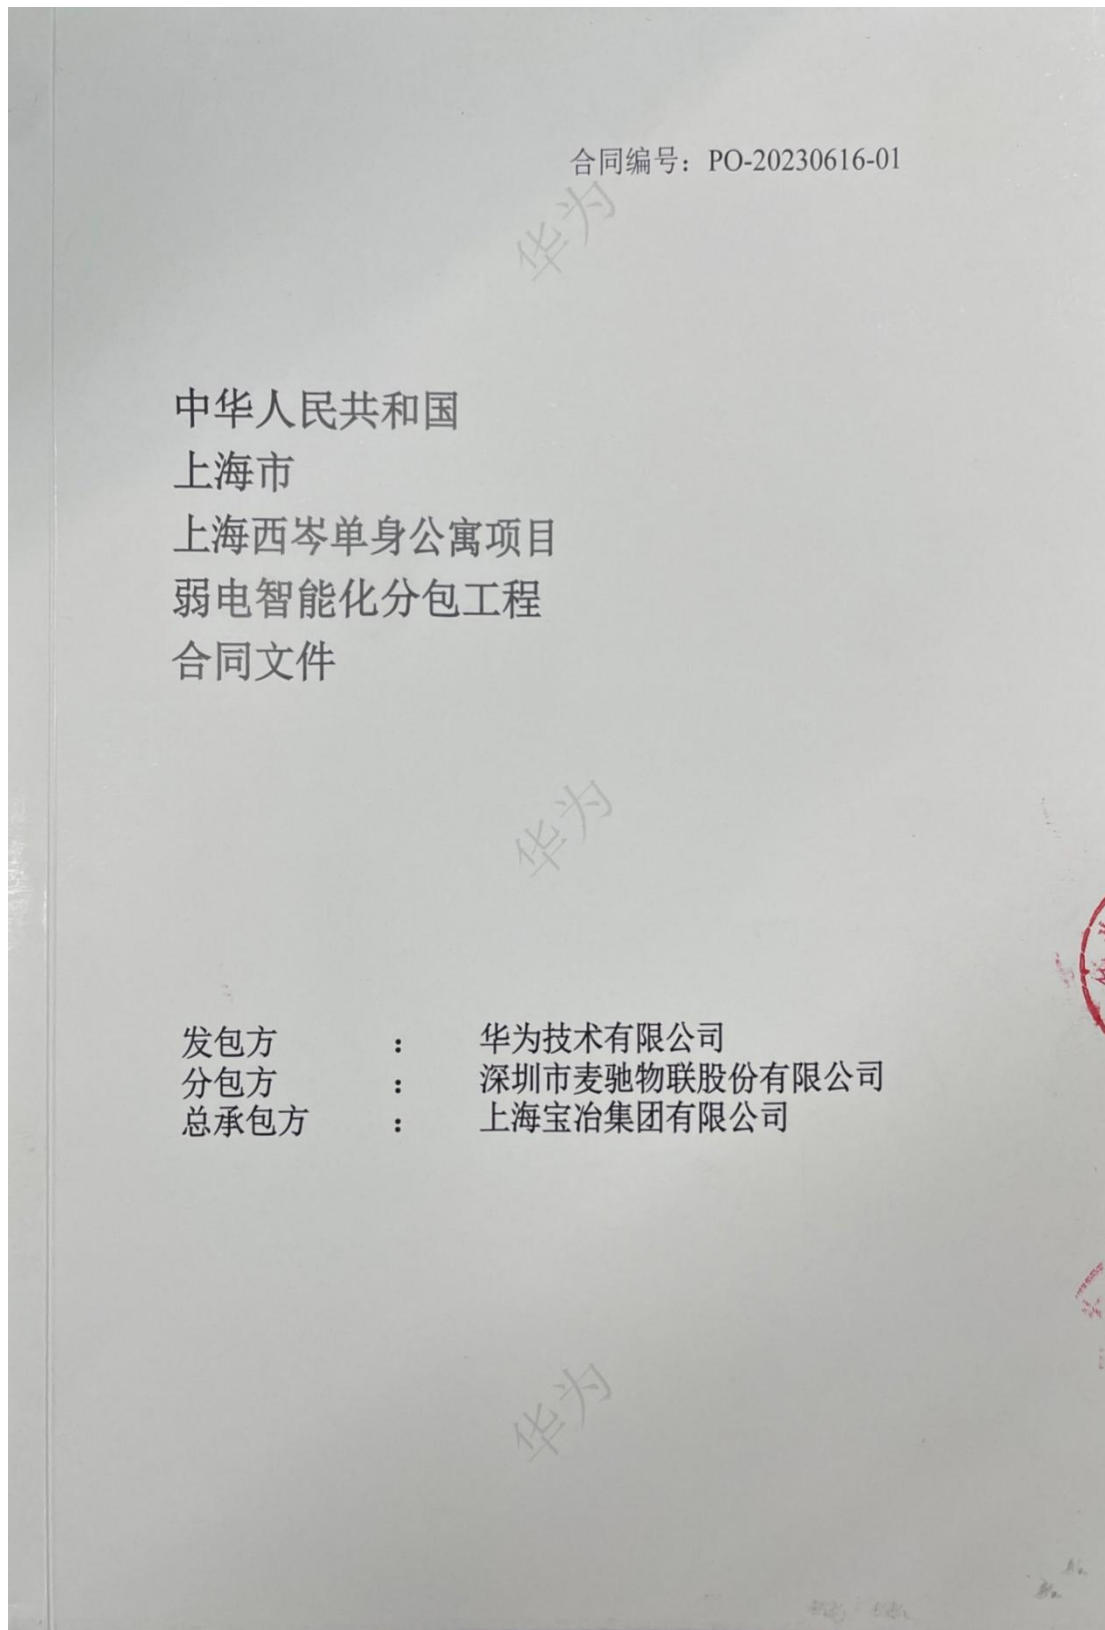 合同编号：PO-20230616-01
华为
中华人民共和国
上海市
上海西岑单身公寓项目
弱电智能化分包工程
合同文件
华为
发包方 : 华为技术有限公司
分包方 : 深圳市麦驰物联股份有限公司
总承包方 : 上海宝冶集团有限公司
华为